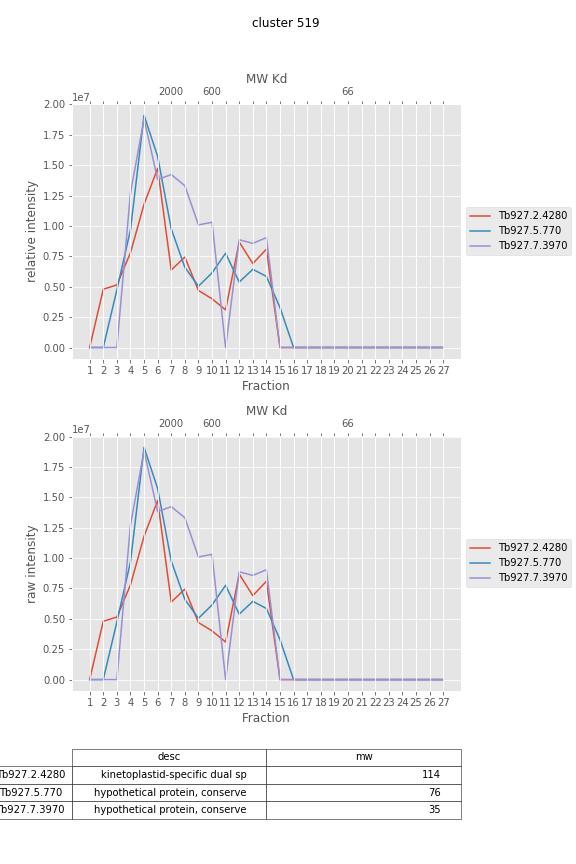 cluster 519
MW Kd
2000 600 66
1e7
2.00
1.75
1.50
1.25
1.00
0.75
0.50
0.25
0.00
relative intensity
1 2 3 4 5 6 7 8 9 10 11 12 13 14 15 16 17 18 19 20 21 22 23 24 25 26 27
Fraction
Tb927.2.4280
Tb927.5.770
Tb927.7.3970
MW Kd
2000 600 66
1e7
2.00
1.75
1.50
1.25
1.00
0.75
0.50
0.25
0.00
raw intensity
1 2 3 4 5 6 7 8 9 10 11 12 13 14 15 16 17 18 19 20 21 22 23 24 25 26 27
Fraction
Tb927.2.4280
Tb927.5.770
Tb927.7.3970
desc mw
Tb927.2.4280 kinetoplastid-specific dual sp 114
Tb927.5.770 hypothetical protein, conserve 76
Tb927.7.3970 hypothetical protein, conserve 35